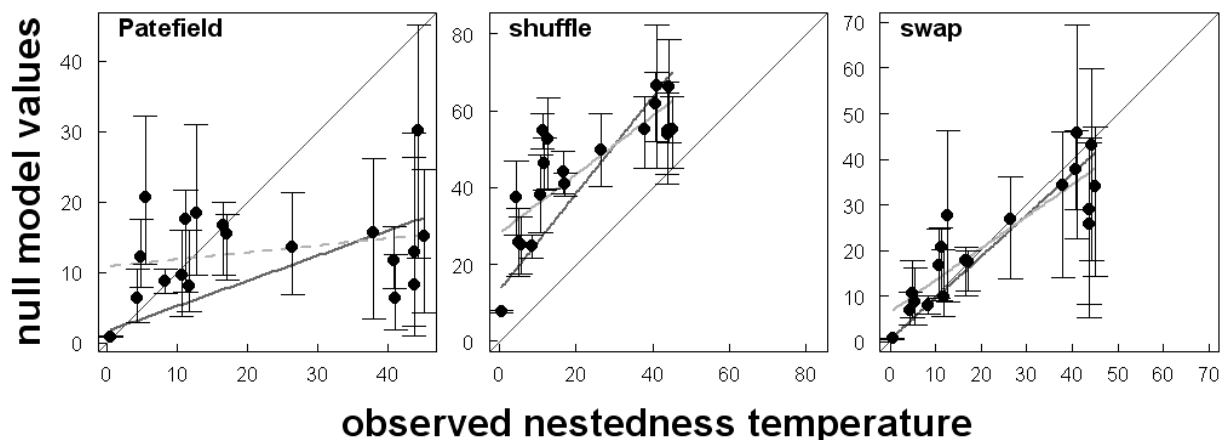 null model values
Patefield
40
30
20
10
0
0 10 20 30 40
shuffle
80
60
40
20
0
0 20 40 60 80
swap
70
60
50
40
30
20
10
0
0 10 20 30 40 50 60 70
observed nestedness temperature